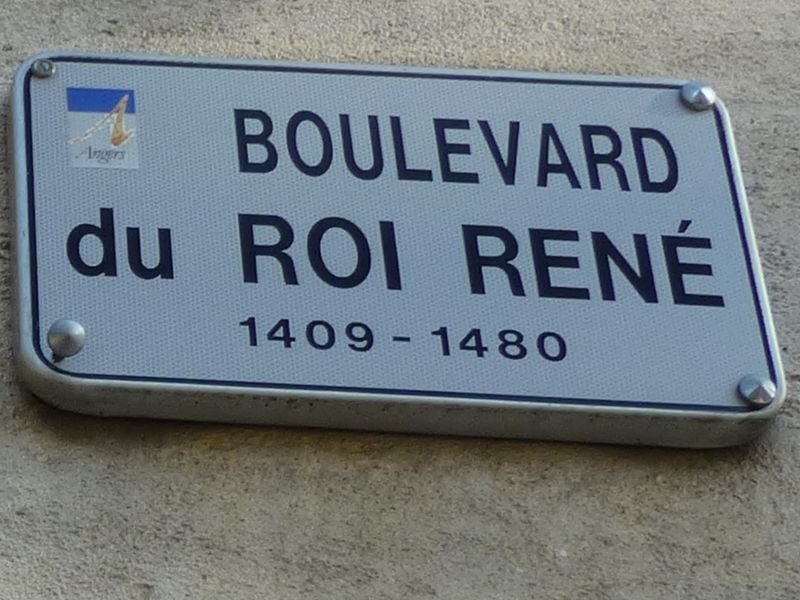 Angers
BOULEVARD
du ROI RENÉ
1409 - 1480